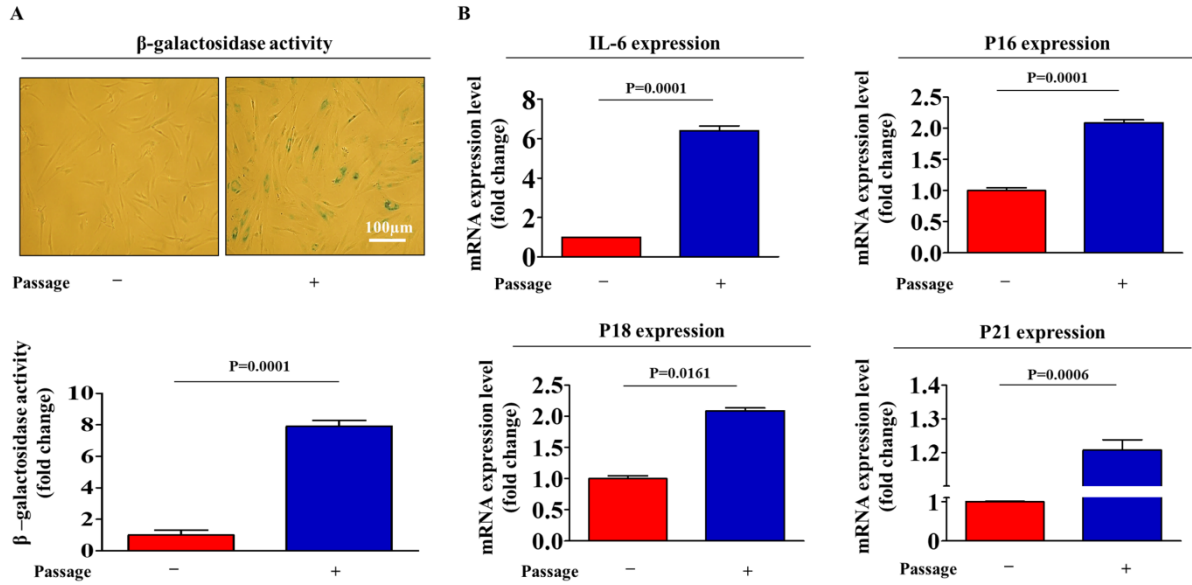 A
β-galactosidase activity
100µm
Passage − +
β –galactosidase activity
(fold change)
P=0.0001
10
8
6
4
2
0
Passage − +
B
IL-6 expression
mRNA expression level
(fold change)
P=0.0001
8
6
4
2
0
Passage − +
P16 expression
mRNA expression level
(fold change)
P=0.0001
2.5
2.0
1.5
1.0
0.5
0.0
Passage − +
P18 expression
mRNA expression level
(fold change)
P=0.0161
2.5
2.0
1.5
1.0
0.5
0.0
Passage − +
P21 expression
mRNA expression level
(fold change)
P=0.0006
1.4
1.3
1.2
1
0
Passage − +